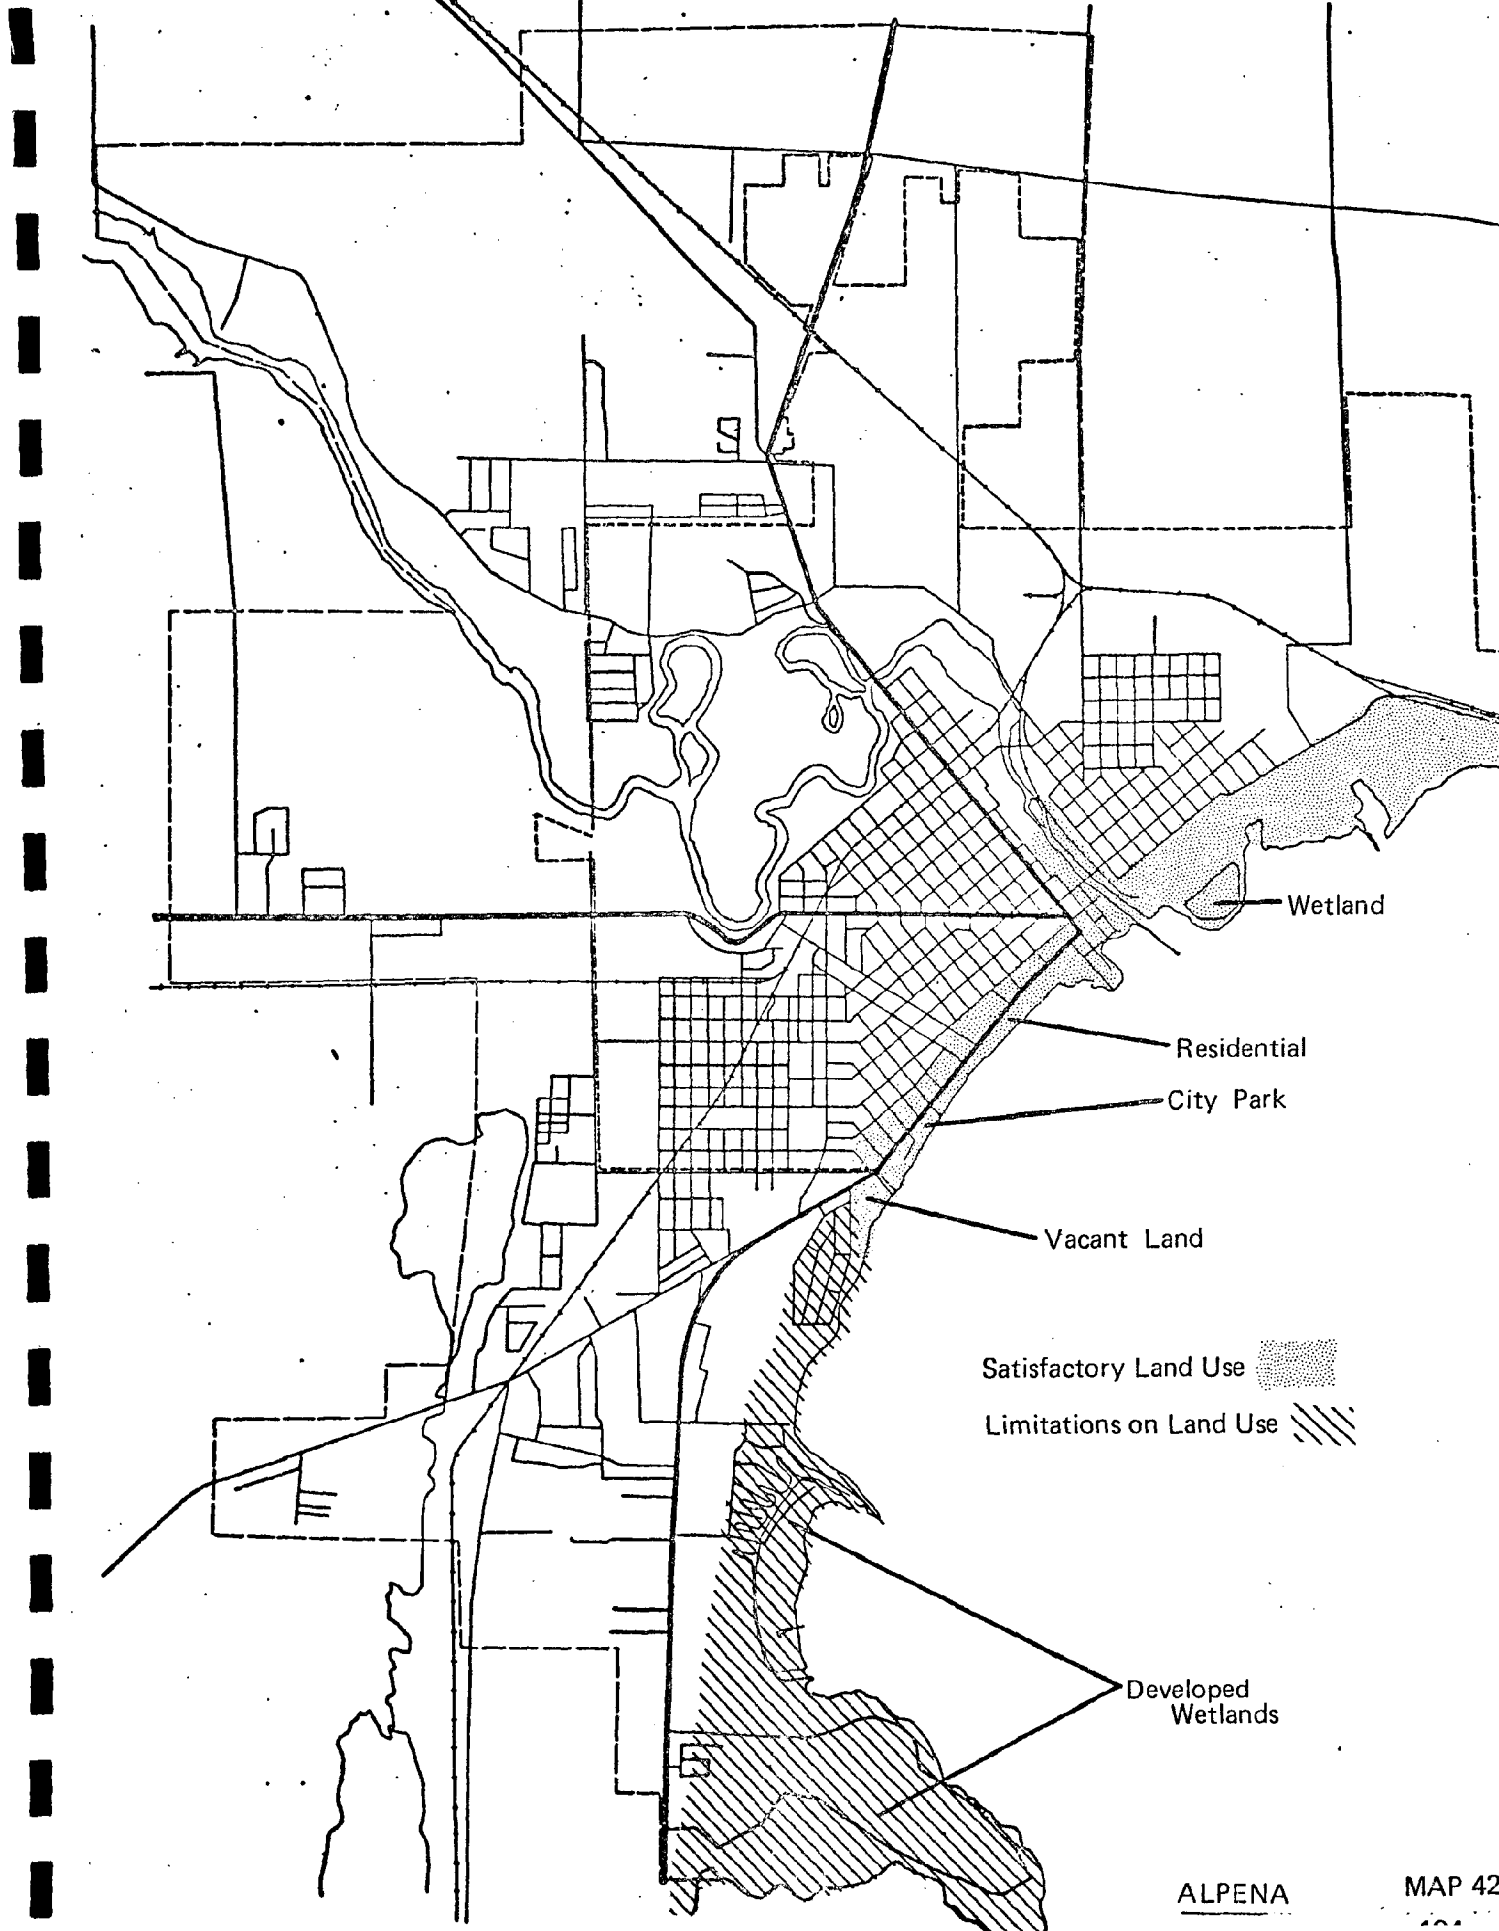 Wetland
Residential
City Park
Vacant Land
Satisfactory Land Use
Limitations on Land Use
Developed
Wetlands
ALPENA
MAP 42